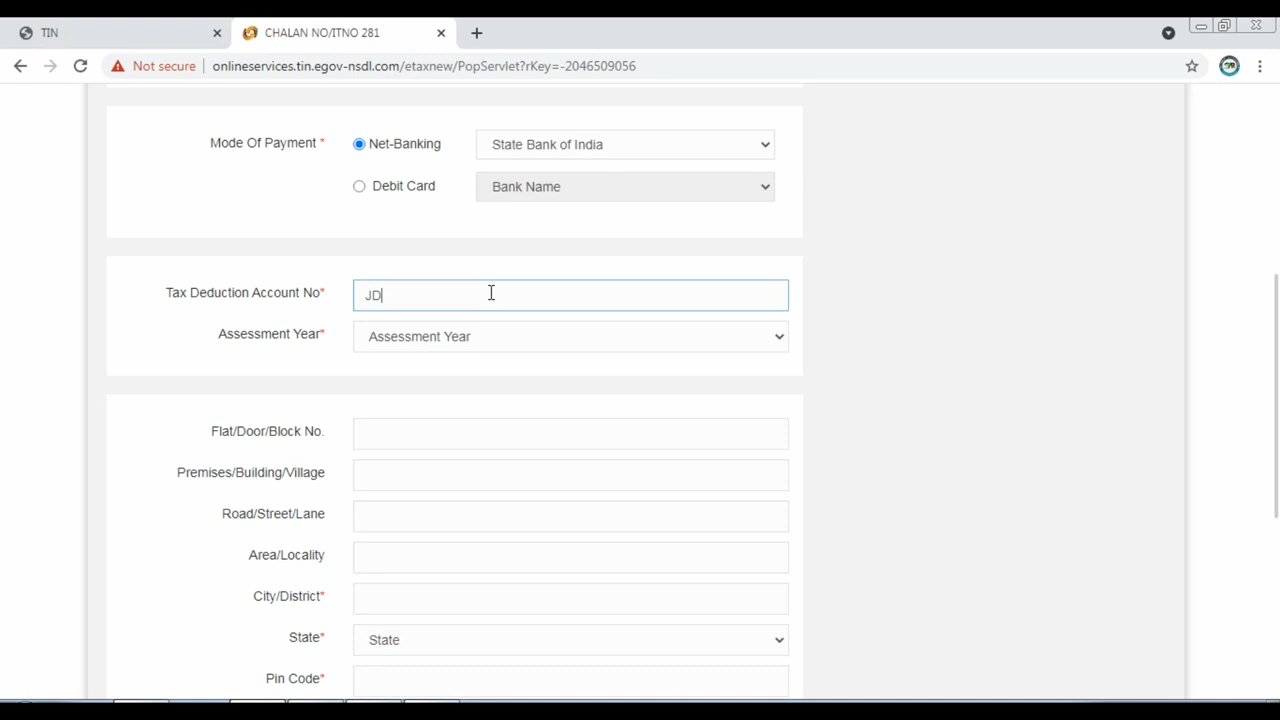 TIN
CHALAN NO/ITNO 281
Not secure
onlineservices.tin.egov-nsdl.com/etaxnew/PopServlet?rKey=-2046509056
Mode Of Payment * Net-Banking State Bank of India
Debit Card Bank Name
Tax Deduction Account No* JD
Assessment Year* Assessment Year
Flat/Door/Block No.
Premises/Building/Village
Road/Street/Lane
Area/Locality
City/District*
State* State
Pin Code*